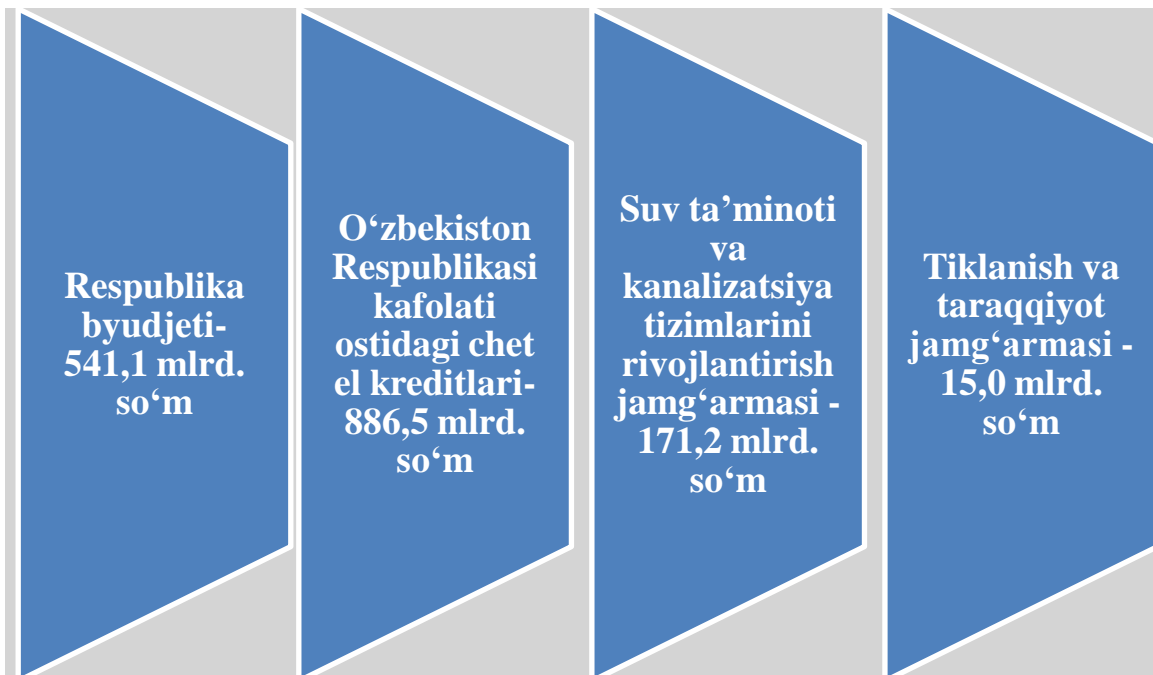 Respublika
byudjeti-
541,1 mlrd.
so‘m
O‘zbekiston
Respublikasi
kafolati
ostidagi chet
el kreditlari-
886,5 mlrd.
so‘m
Suv ta’minoti
va
kanalizatsiya
tizimlarini
rivojlantirish
jamg‘armasi -
171,2 mlrd.
so‘m
Tiklanish va
taraqqiyot
jamg‘armasi -
15,0 mlrd.
so‘m